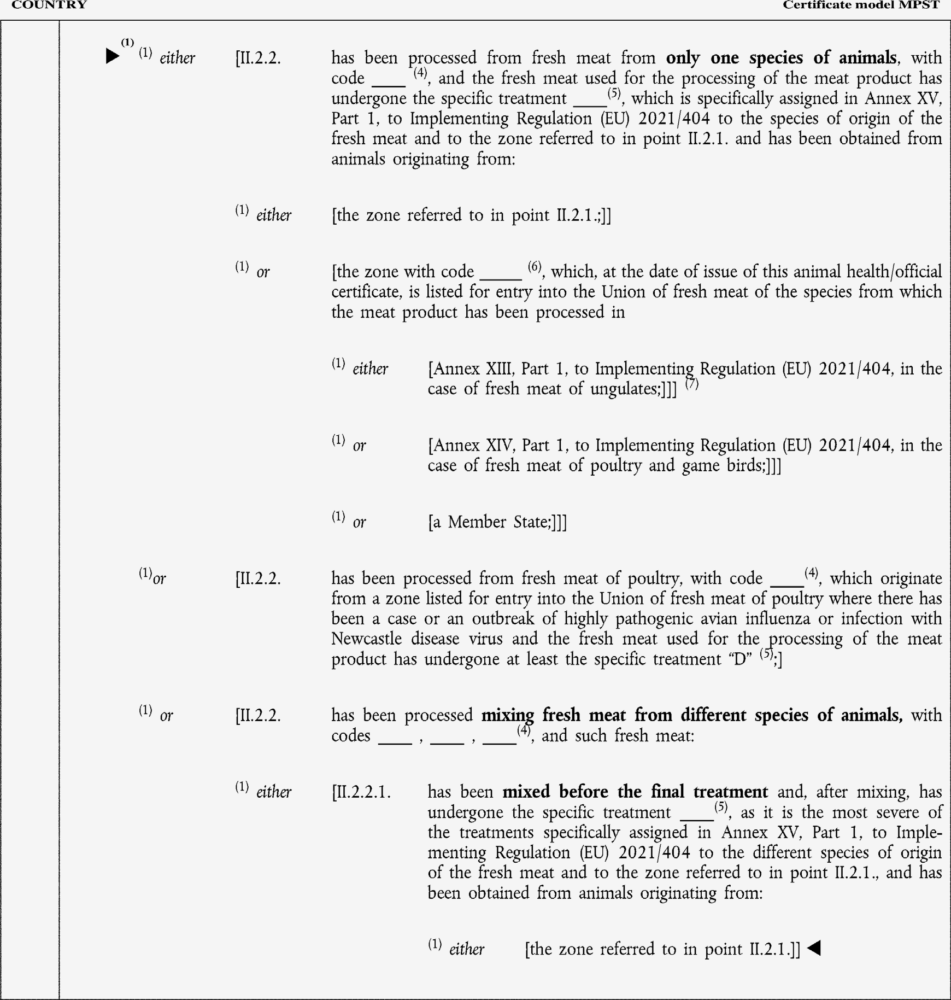 COUNTRY Certificate model MPST
▶(1) (1) either [II.2.2. has been processed from fresh meat from only one species of animals, with
code ____ (4), and the fresh meat used for the processing of the meat product has
undergone the specific treatment ____(5), which is specifically assigned in Annex XV,
Part 1, to Implementing Regulation (EU) 2021/404 to the species of origin of the
fresh meat and to the zone referred to in point II.2.1. and has been obtained from
animals originating from:
(1) either [the zone referred to in point II.2.1.;]]
(1) or [the zone with code _____ (6), which, at the date of issue of this animal health/official
certificate, is listed for entry into the Union of fresh meat of the species from which
the meat product has been processed in
(1) either [Annex XIII, Part 1, to Implementing Regulation (EU) 2021/404, in the
case of fresh meat of ungulates;]]] (7)
(1) or [Annex XIV, Part 1, to Implementing Regulation (EU) 2021/404, in the
case of fresh meat of poultry and game birds;]]]
(1) or [a Member State;]]]
(1)or [II.2.2. has been processed from fresh meat of poultry, with code ____(4), which originate
from a zone listed for entry into the Union of fresh meat of poultry where there has
been a case or an outbreak of highly pathogenic avian influenza or infection with
Newcastle disease virus and the fresh meat used for the processing of the meat
product has undergone at least the specific treatment “D” (5);]
(1) or [II.2.2. has been processed mixing fresh meat from different species of animals, with
codes ____ , ____ , ____(4), and such fresh meat:
(1) either [II.2.2.1. has been mixed before the final treatment and, after mixing, has
undergone the specific treatment ____(5), as it is the most severe of
the treatments specifically assigned in Annex XV, Part 1, to Imple-
menting Regulation (EU) 2021/404 to the different species of origin
of the fresh meat and to the zone referred to in point II.2.1., and has
been obtained from animals originating from:
(1) either [the zone referred to in point II.2.1.]] ◀